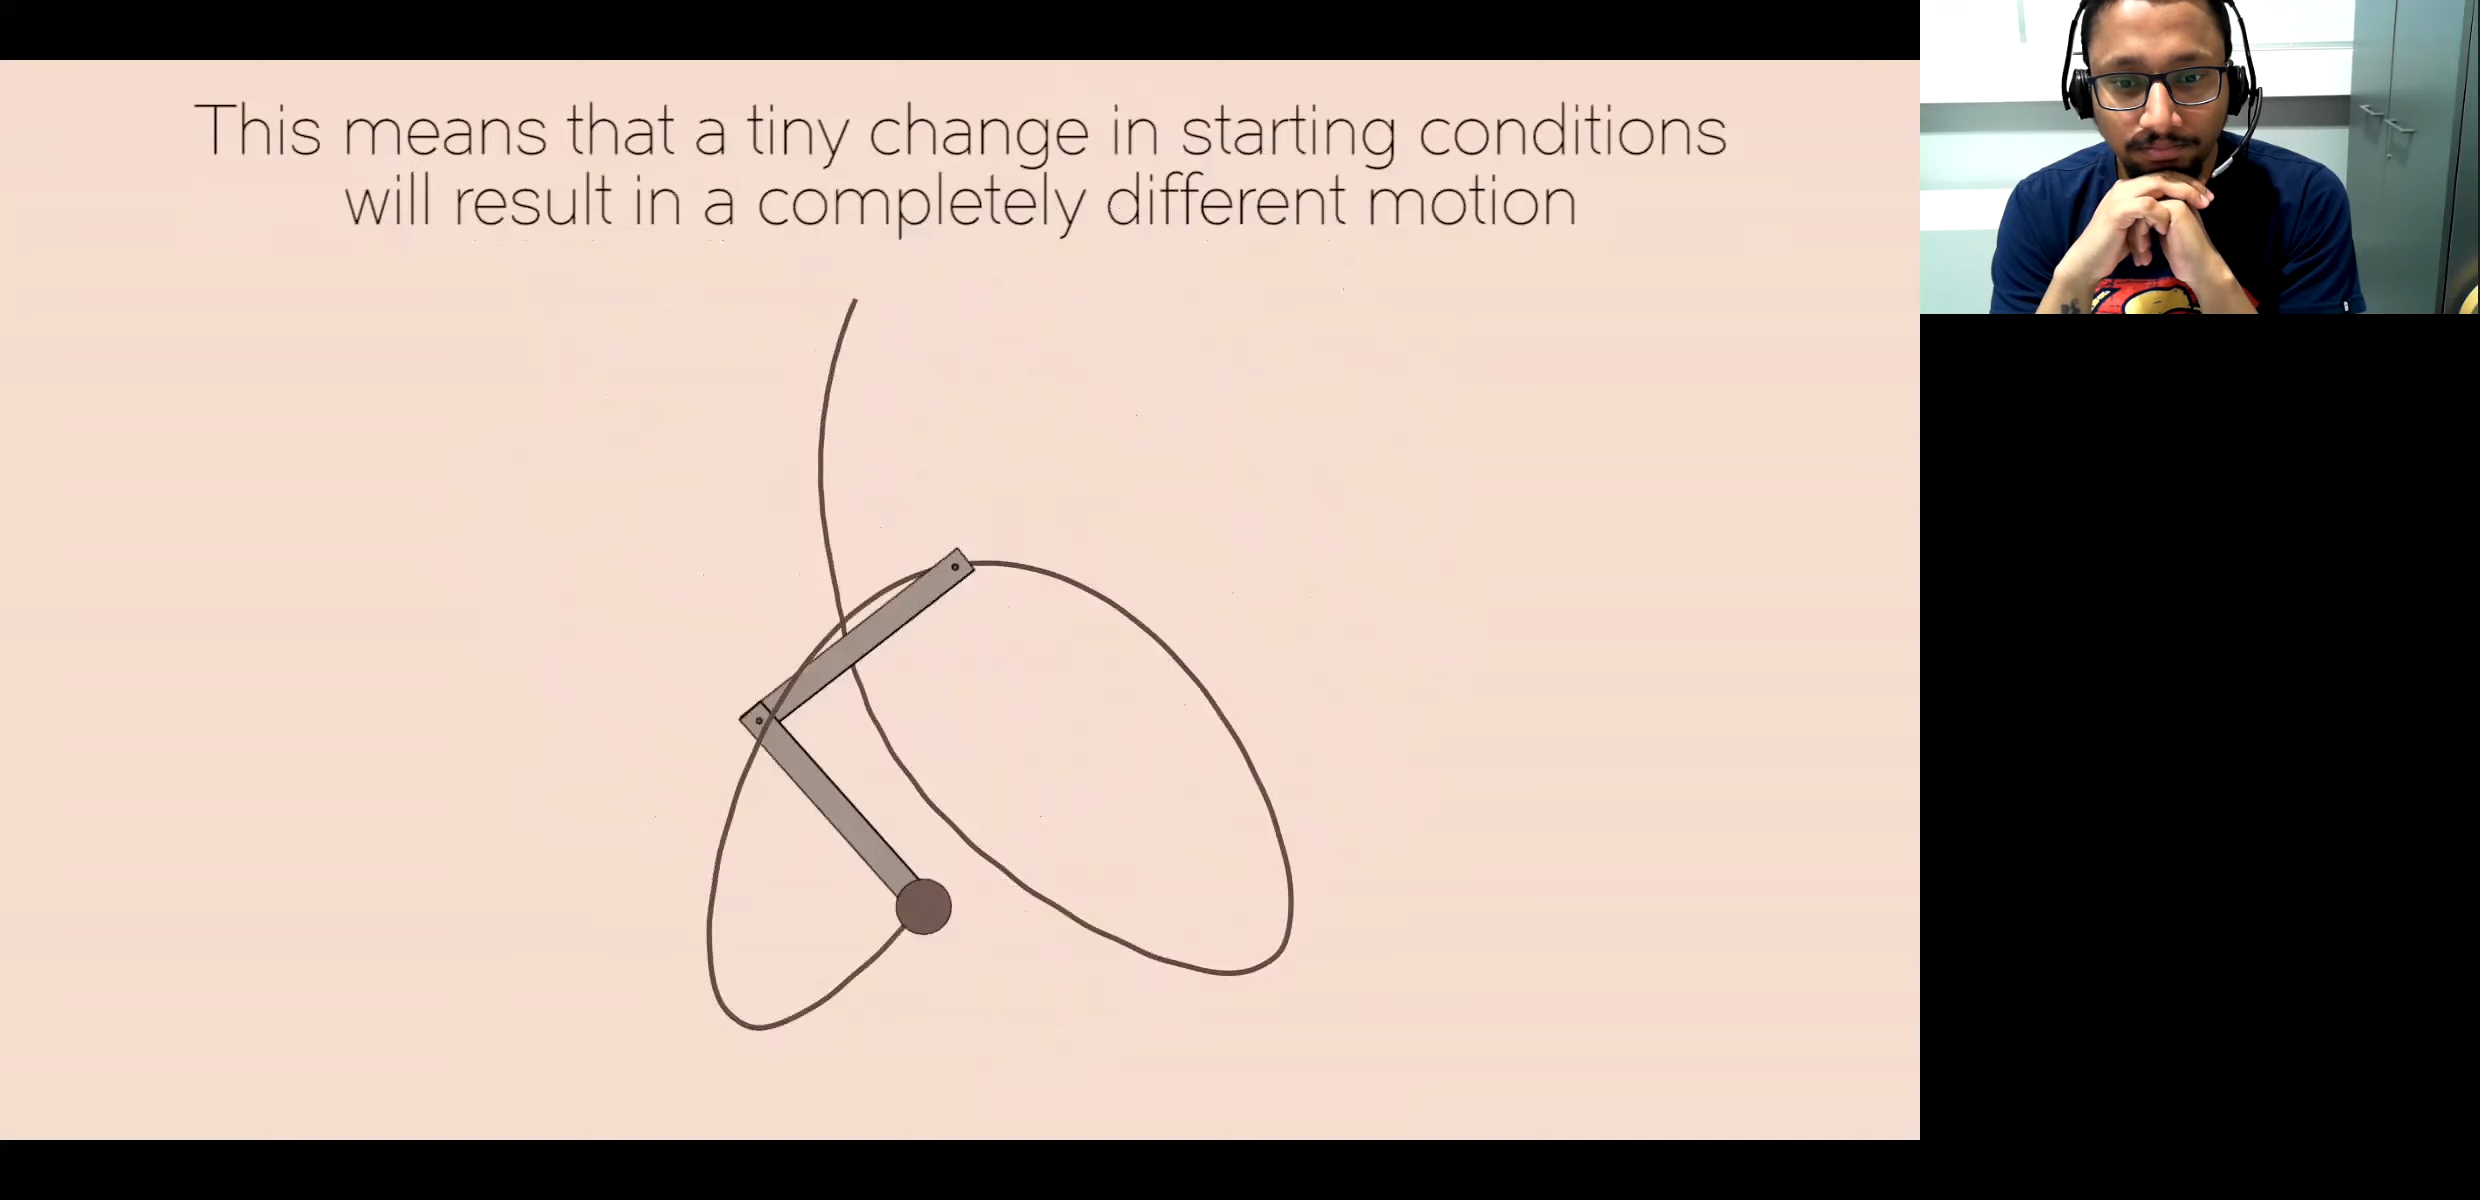 This means that a tiny change in starting conditions
will result in a completely different motion